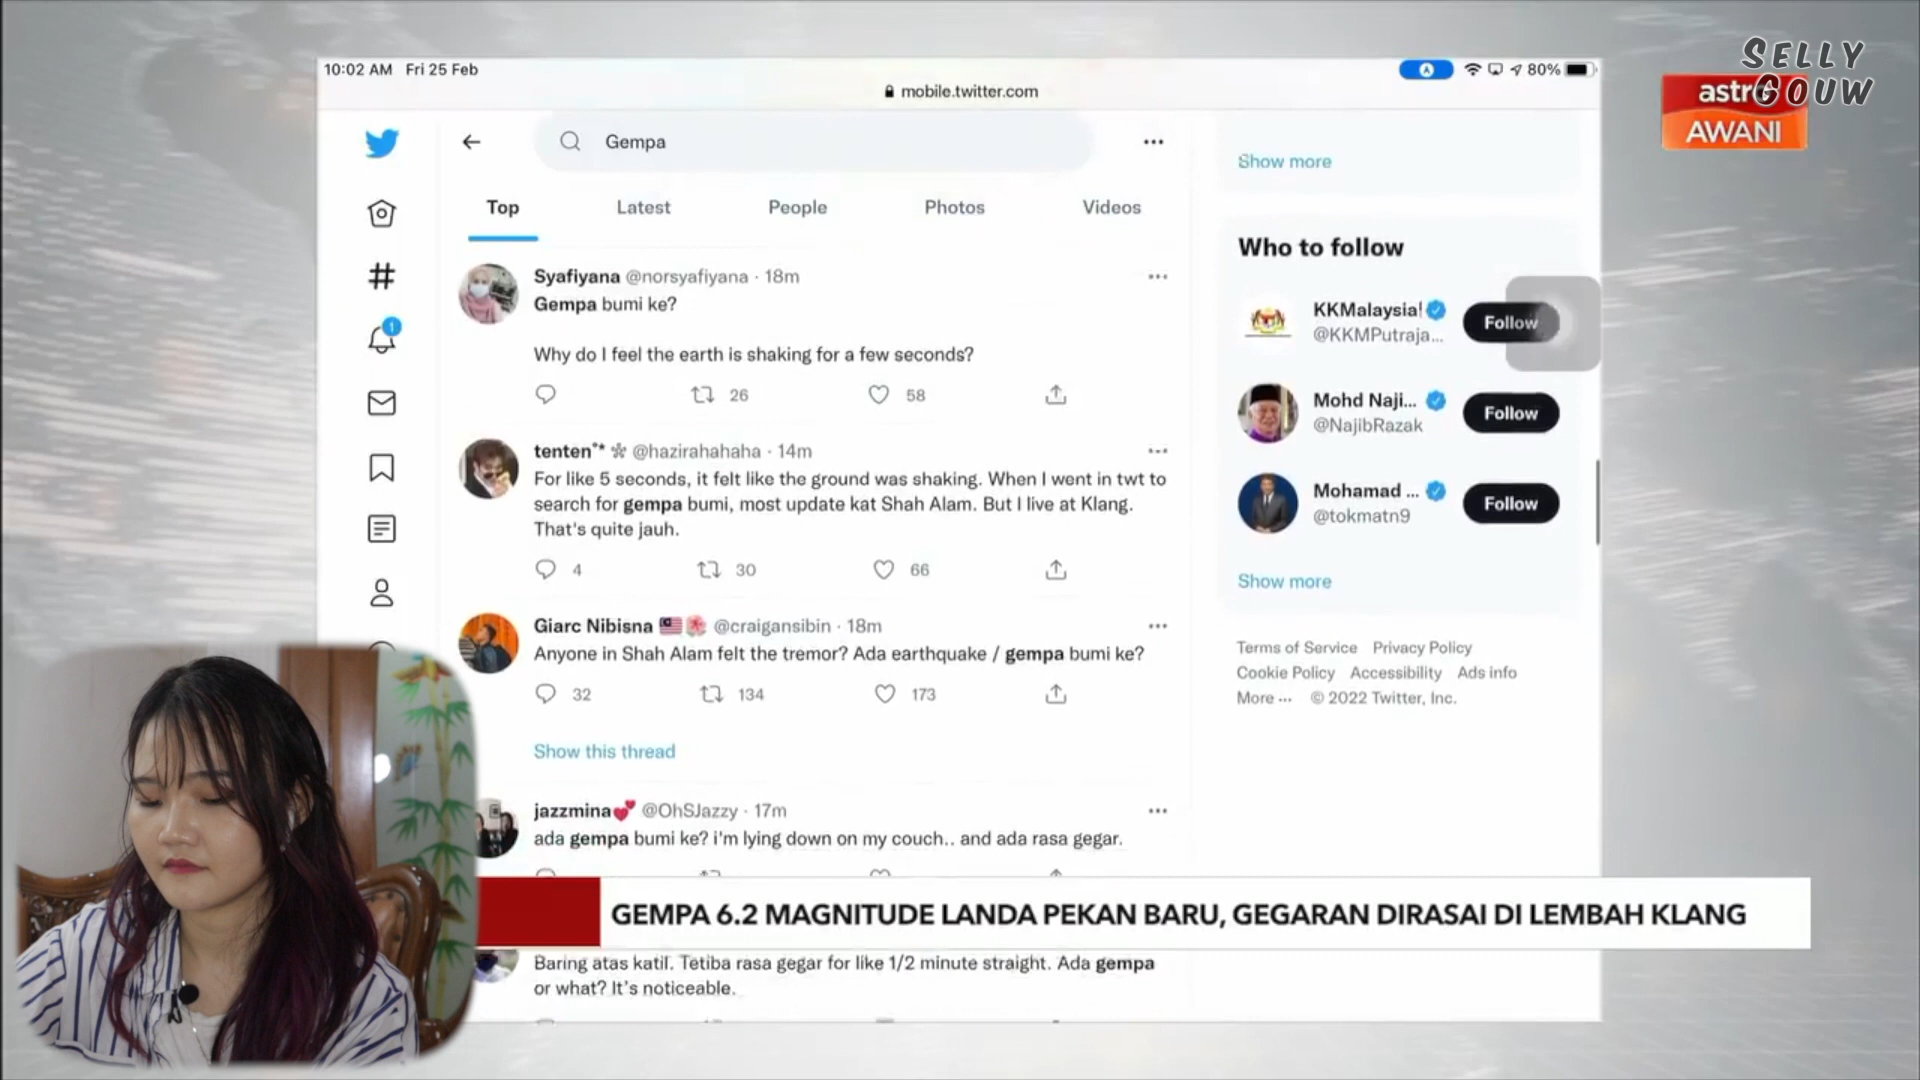 10:02 AM Fri 25 Feb
80%
mobile.twitter.com
SELLY
GOUW
astro
AWANI
Gempa
Show more
Top Latest People Photos Videos
Who to follow
Syafiyana @norsyafiyana · 18m
Gempa bumi ke?
Why do I feel the earth is shaking for a few seconds?
26 58
KKMalaysia
@KKMPutraja...
Follow
Mohd Naji...
@NajibRazak
Follow
Mohamad ...
@tokmatn9
Follow
Show more
1
tenten @hazirahahaha · 14m
For like 5 seconds, it felt like the ground was shaking. When I went in twt to
search for gempa bumi, most update kat Shah Alam. But I live at Klang.
That's quite jauh.
4 30 66
Giarc Nibisna @craigansibin · 18m
Anyone in Shah Alam felt the tremor? Ada earthquake / gempa bumi ke?
32 134 173
Show this thread
Terms of Service Privacy Policy
Cookie Policy Accessibility Ads info
More ··· © 2022 Twitter, Inc.
jazzmina @OhSJazzy · 17m
ada gempa bumi ke? i'm lying down on my couch.. and ada rasa gegar.
GEMPA 6.2 MAGNITUDE LANDA PEKAN BARU, GEGARAN DIRASAI DI LEMBAH KLANG
Baring atas katil. Tetiba rasa gegar for like 1/2 minute straight. Ada gempa
or what? It's noticeable.